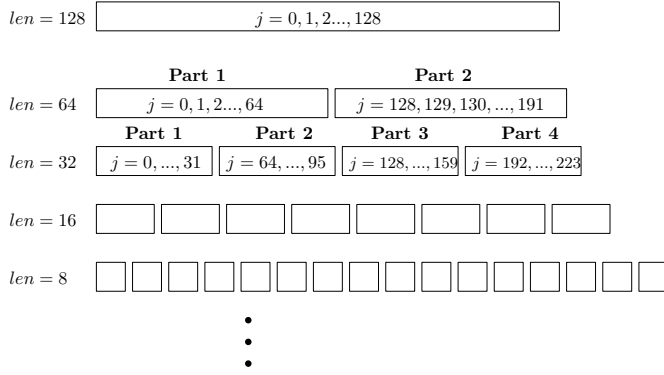 len = 128 j = 0, 1, 2..., 128
Part 1 Part 2
len = 64 j = 0, 1, 2..., 64 j = 128, 129, 130, ..., 191
Part 1 Part 2 Part 3 Part 4
len = 32 j = 0, ..., 31 j = 64, ..., 95 j = 128, ..., 159 j = 192, ..., 223
len = 16
len = 8